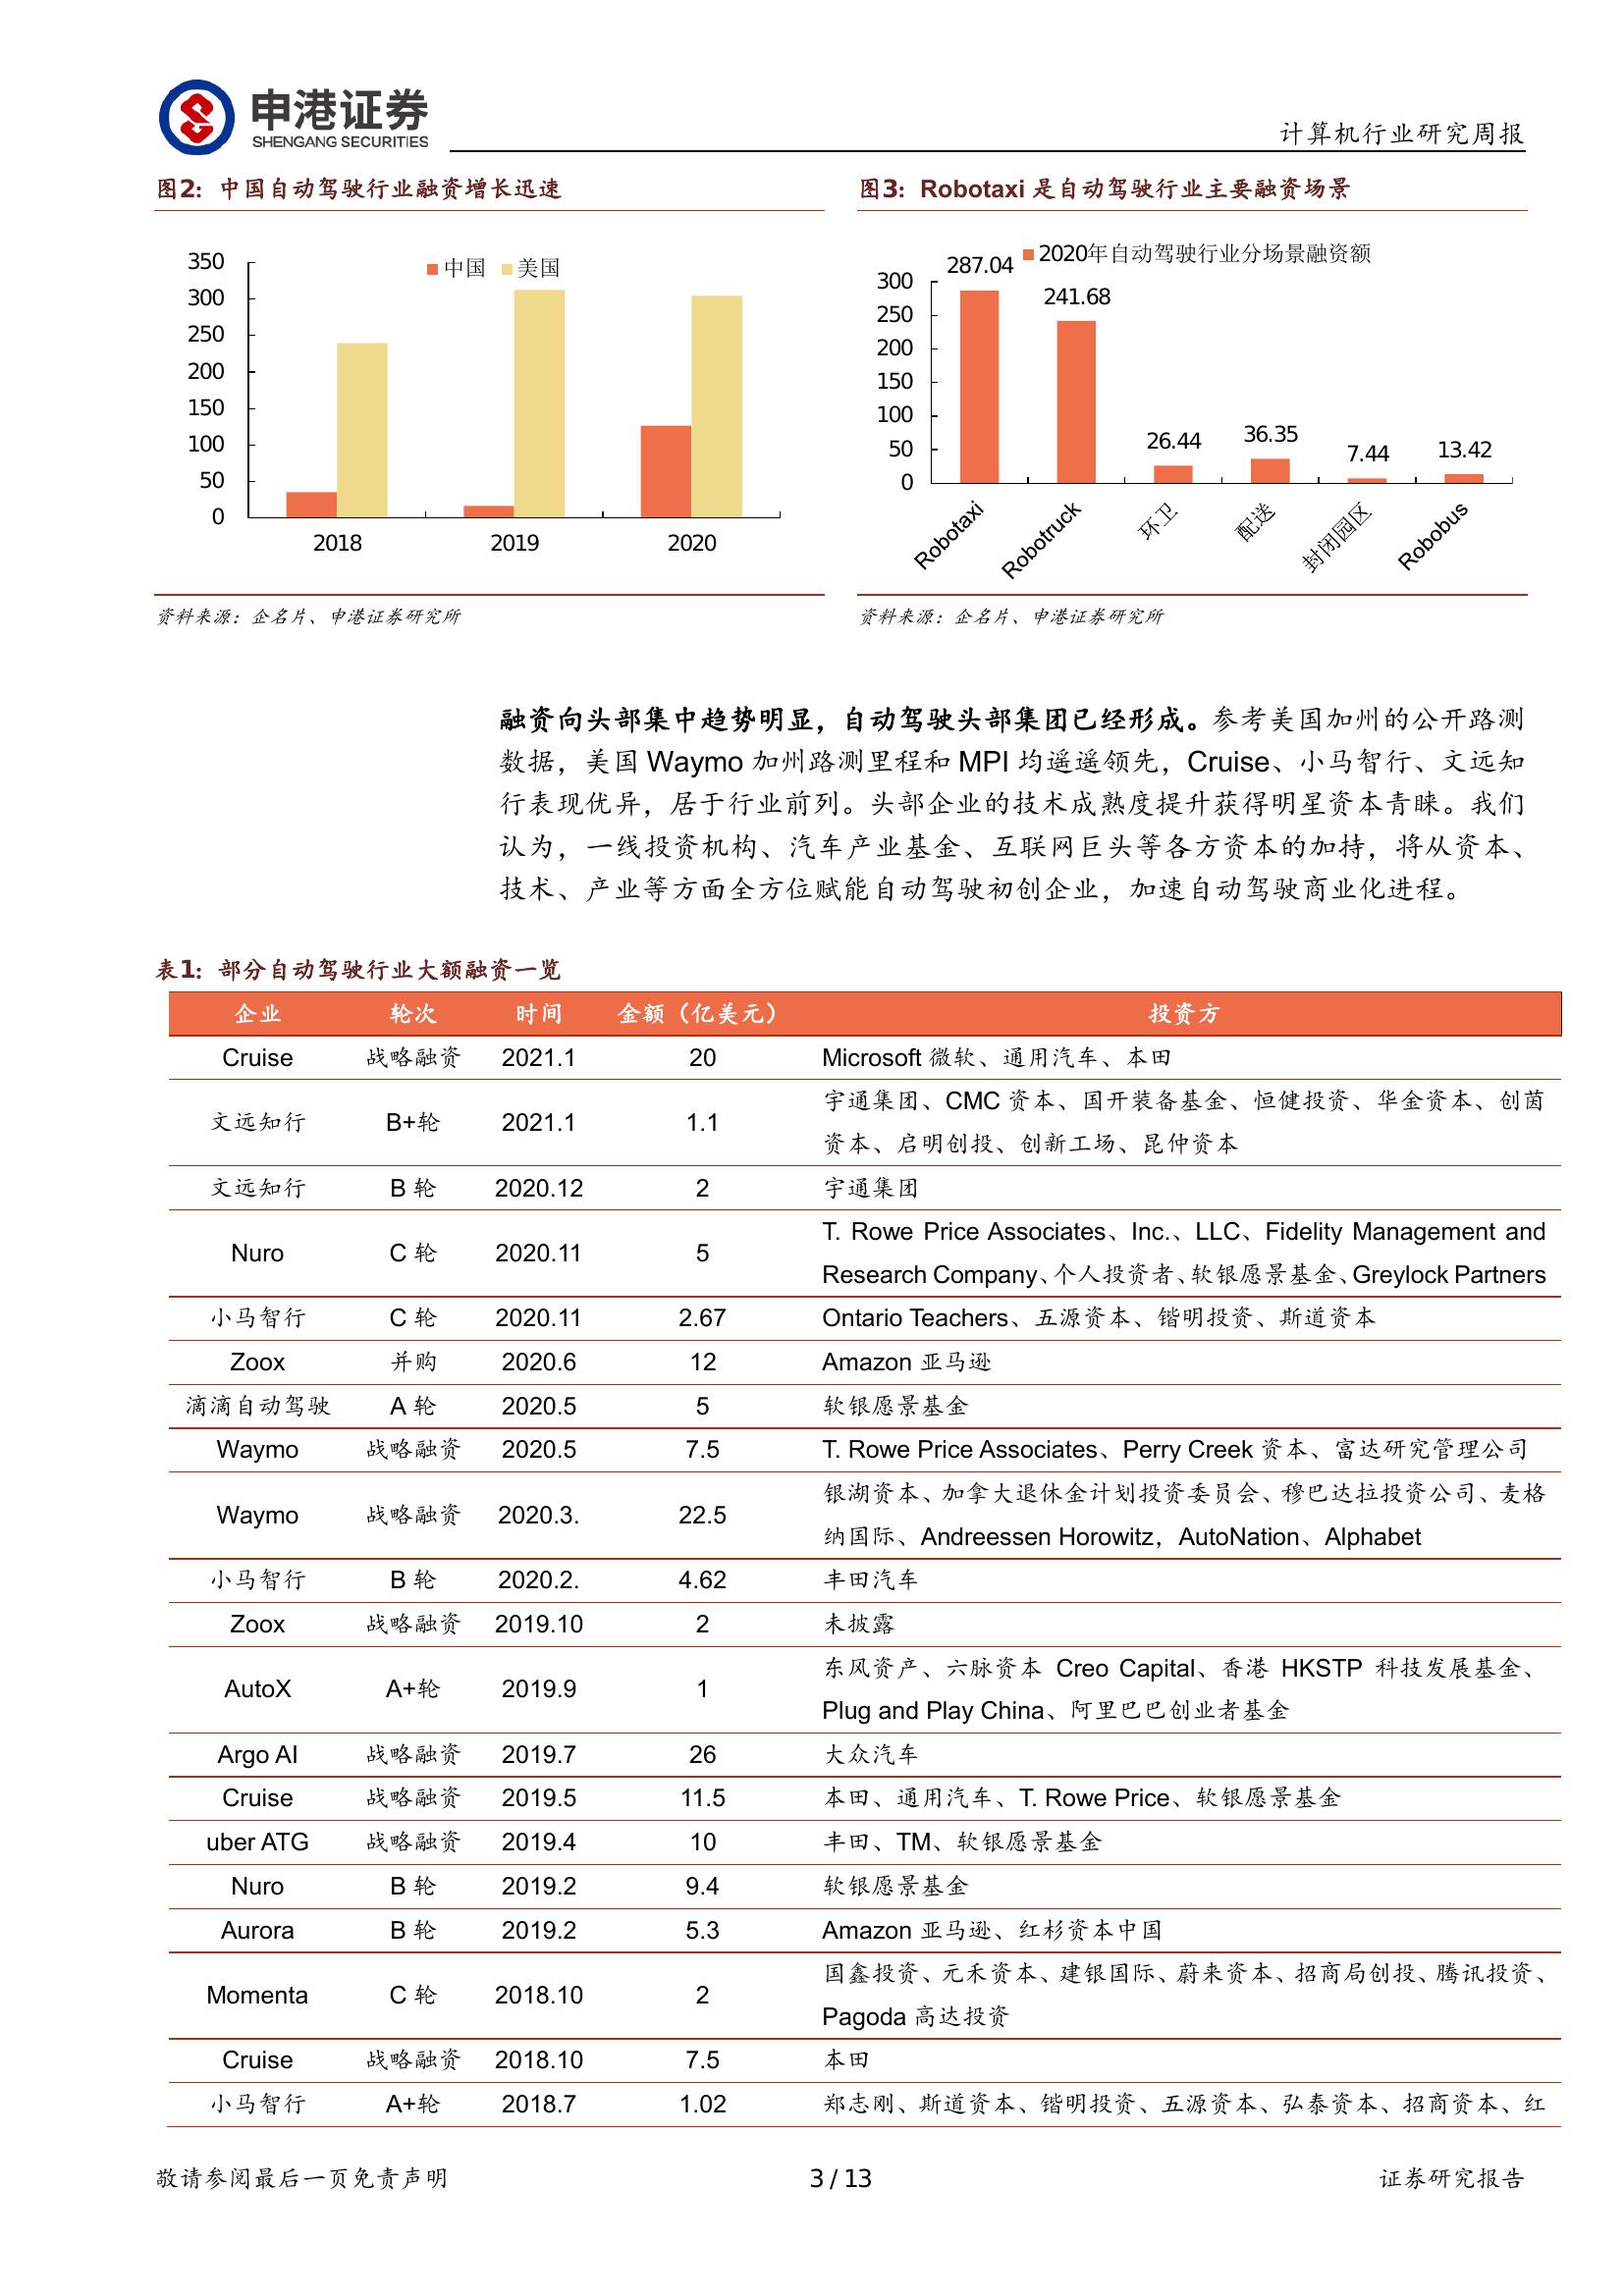 申港证券
SHENGANG SECURITIES
计算机行业研究周报
图2: 中国自动驾驶行业融资增长迅速
中国 美国
350
300
250
200
150
100
50
0
2018 2019 2020
资料来源：企名片、申港证券研究所
图3: Robotaxi 是自动驾驶行业主要融资场景
2020年自动驾驶行业分场景融资额
300
250
200
150
100
50
0
287.04 241.68 26.44 36.35 7.44 13.42
Robotaxi Robotruck 环卫 配送 封闭园区 Robobus
资料来源：企名片、申港证券研究所
融资向头部集中趋势明显，自动驾驶头部集团已经形成。参考美国加州的公开路测
数据，美国 Waymo 加州路测里程和 MPI 均遥遥领先，Cruise、小马智行、文远知
行表现优异，居于行业前列。头部企业的技术成熟度提升获得明星资本青睐。我们
认为，一线投资机构、汽车产业基金、互联网巨头等各方资本的加持，将从资本、
技术、产业等方面全方位赋能自动驾驶初创企业，加速自动驾驶商业化进程。
表1: 部分自动驾驶行业大额融资一览
企业 轮次 时间 金额（亿美元） 投资方
Cruise 战略融资 2021.1 20 Microsoft 微软、通用汽车、本田
文远知行 B+轮 2021.1 1.1 宇通集团、CMC 资本、国开装备基金、恒健投资、华金资本、创茵
资本、启明创投、创新工场、昆仲资本
文远知行 B 轮 2020.12 2 宇通集团
Nuro C 轮 2020.11 5 T. Rowe Price Associates、Inc.、LLC、Fidelity Management and
Research Company、个人投资者、软银愿景基金、Greylock Partners
小马智行 C 轮 2020.11 2.67 Ontario Teachers、五源资本、锴明投资、斯道资本
Zoox 并购 2020.6 12 Amazon 亚马逊
滴滴自动驾驶 A 轮 2020.5 5 软银愿景基金
Waymo 战略融资 2020.5 7.5 T. Rowe Price Associates、Perry Creek 资本、富达研究管理公司
Waymo 战略融资 2020.3. 22.5 银湖资本、加拿大退休金计划投资委员会、穆巴达拉投资公司、麦格
纳国际、Andreessen Horowitz，AutoNation、Alphabet
小马智行 B 轮 2020.2. 4.62 丰田汽车
Zoox 战略融资 2019.10 2 未披露
AutoX A+轮 2019.9 1 东风资产、六脉资本 Creo Capital、香港 HKSTP 科技发展基金、
Plug and Play China、阿里巴巴创业者基金
Argo AI 战略融资 2019.7 26 大众汽车
Cruise 战略融资 2019.5 11.5 本田、通用汽车、T. Rowe Price、软银愿景基金
uber ATG 战略融资 2019.4 10 丰田、TM、软银愿景基金
Nuro B 轮 2019.2 9.4 软银愿景基金
Aurora B 轮 2019.2 5.3 Amazon 亚马逊、红杉资本中国
Momenta C 轮 2018.10 2 国鑫投资、元禾资本、建银国际、蔚来资本、招商局创投、腾讯投资、
Pagoda 高达投资
Cruise 战略融资 2018.10 7.5 本田
小马智行 A+轮 2018.7 1.02 郑志刚、斯道资本、锴明投资、五源资本、弘泰资本、招商资本、红
敬请参阅最后一页免责声明 3 / 13 证券研究报告